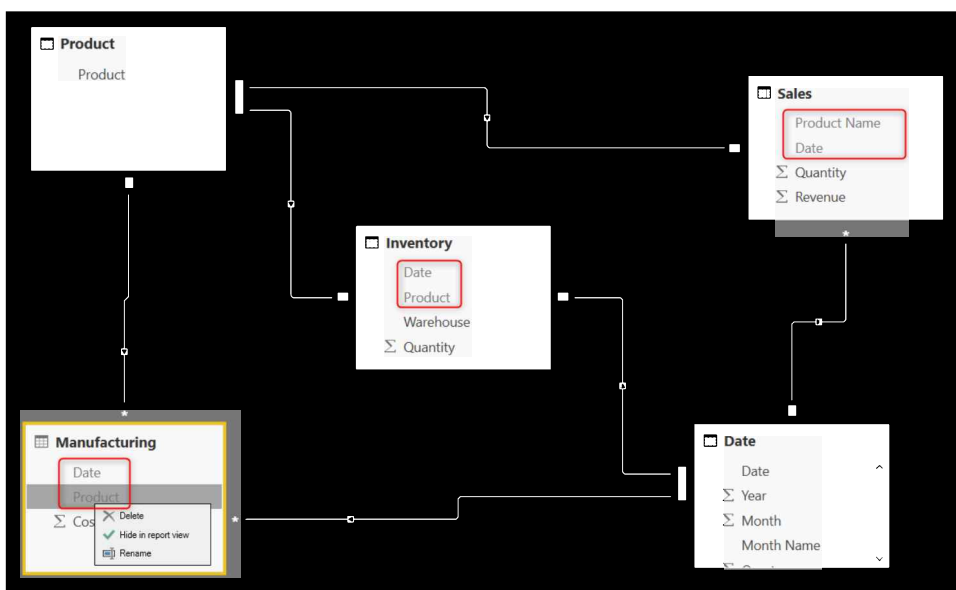 Product
Product
Sales
Product Name
Date
Σ Quantity
Σ Revenue
*
Inventory
Date
Product
Warehouse
Σ Quantity
*
Manufacturing
Date
Product
Σ Cos
Delete
Hide in report view
Rename
*
Date
Date
Σ Year
Σ Month
Month Name